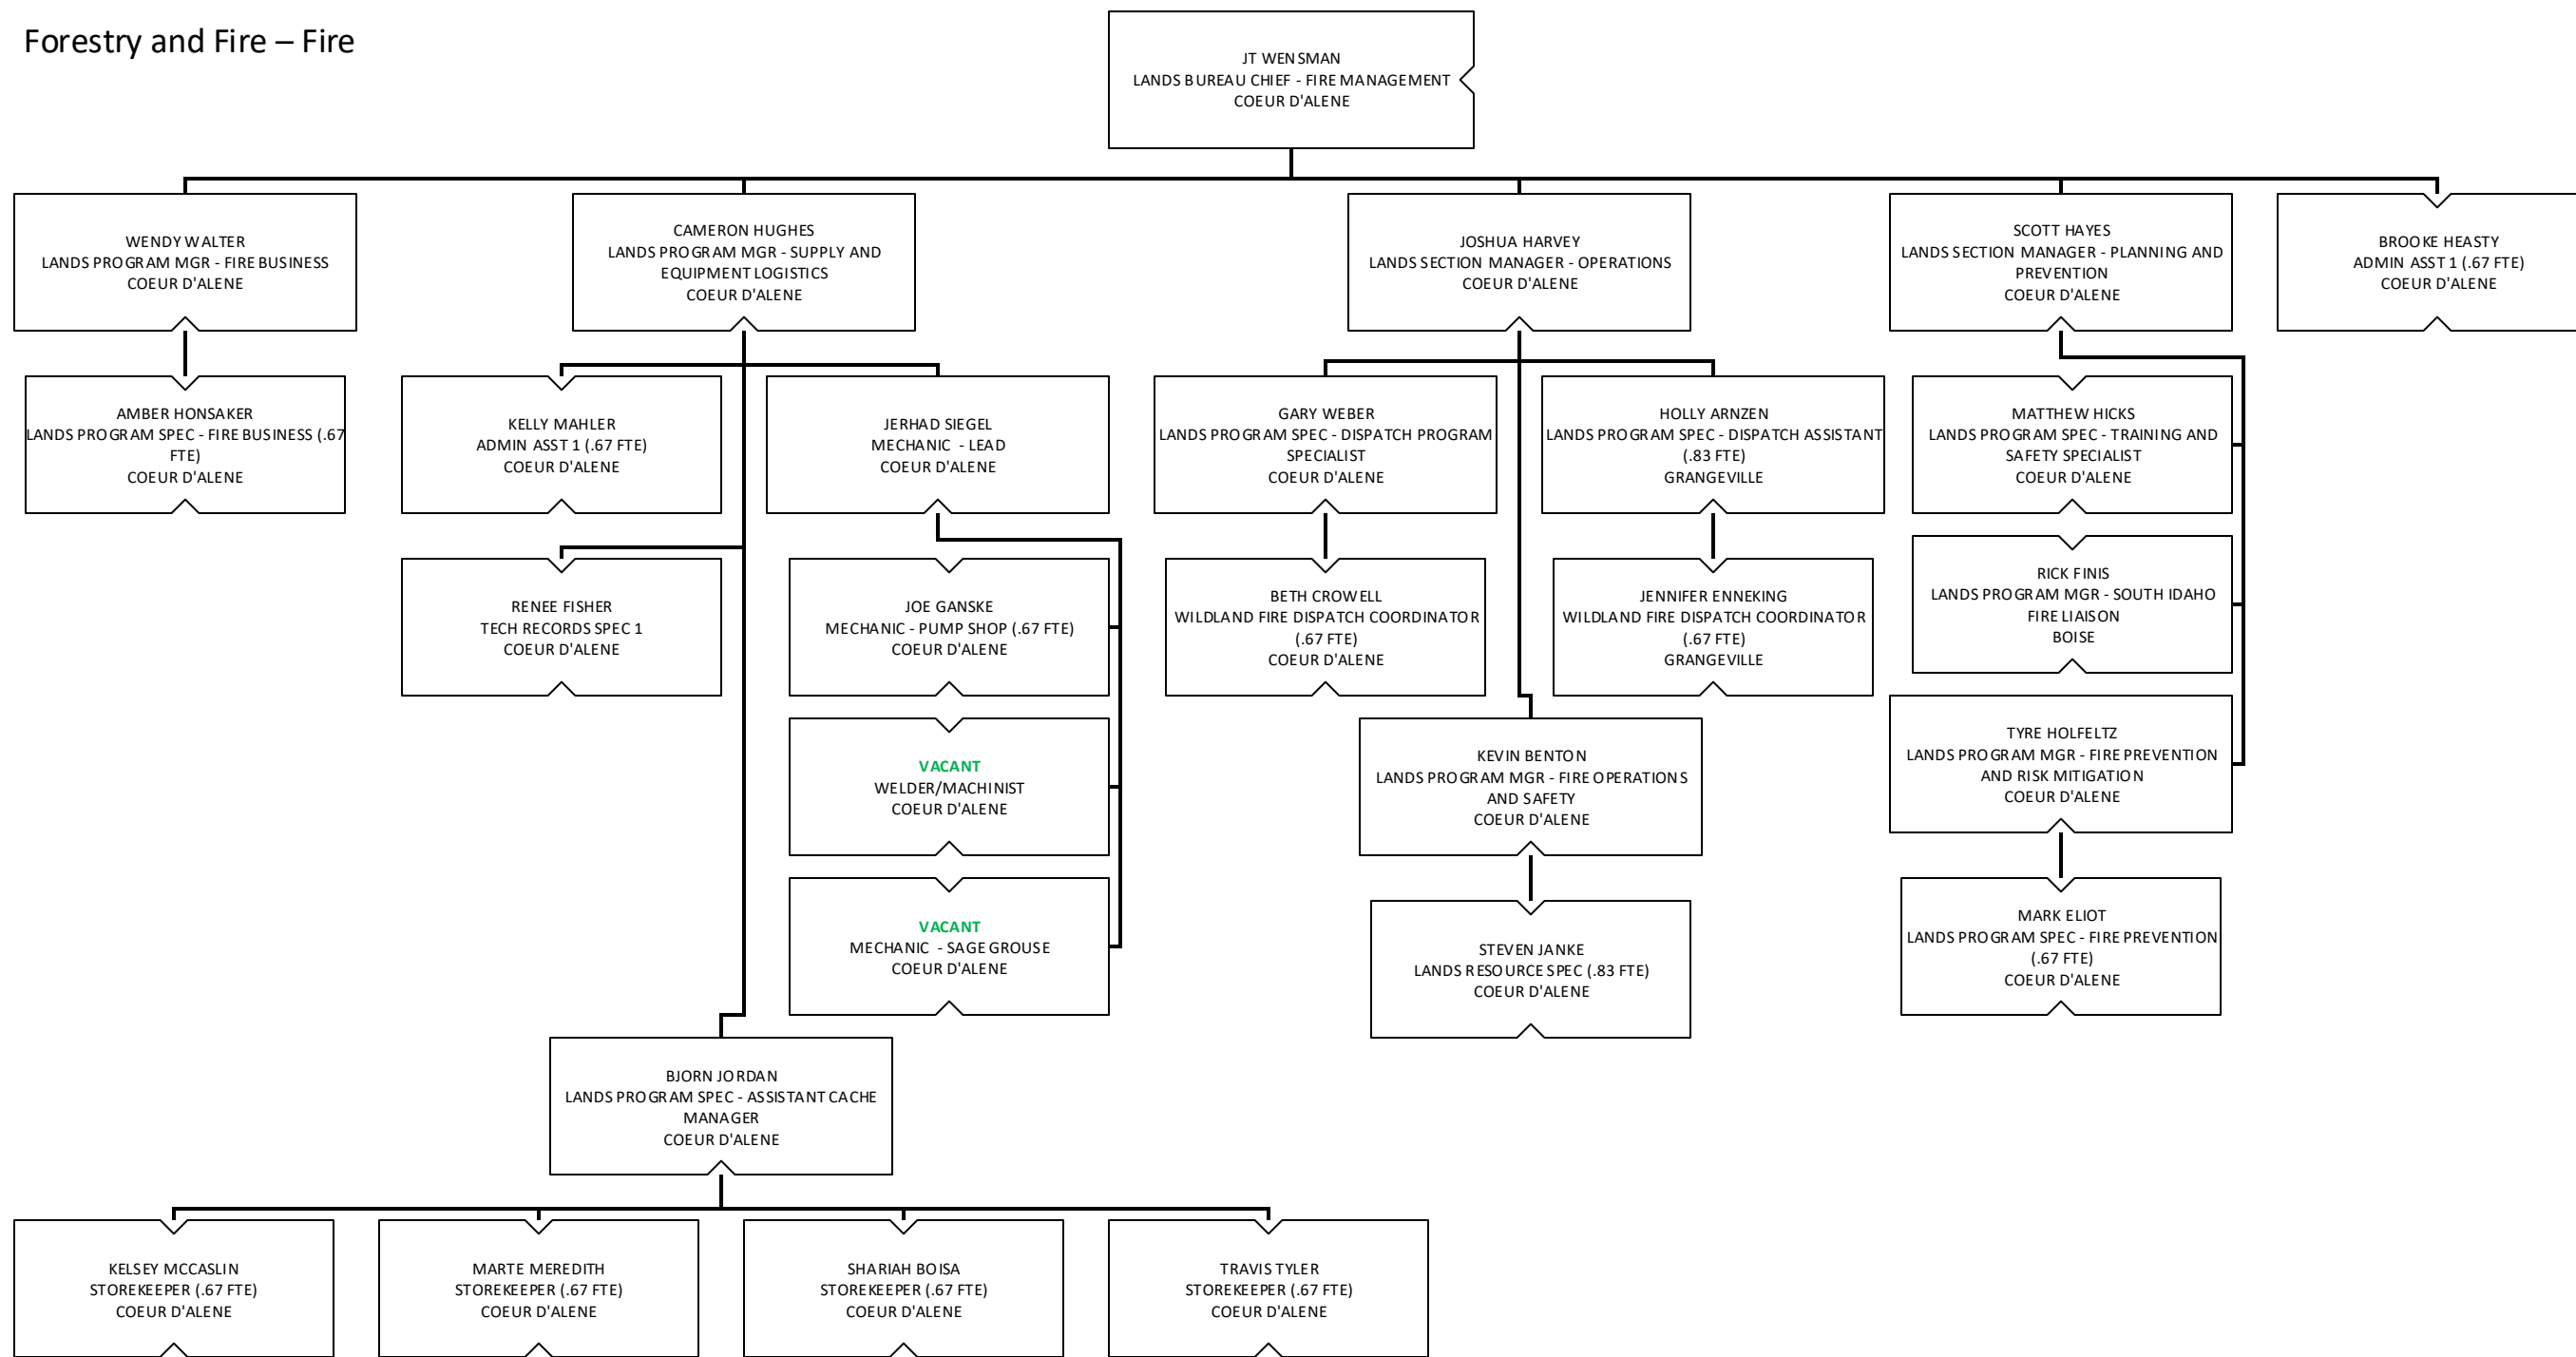 Forestry and Fire – Fire
JT WENSMAN
LANDS BUREAU CHIEF - FIRE MANAGEMENT
COEUR D'ALENE
WENDY WALTER
LANDS PROGRAM MGR - FIRE BUSINESS
COEUR D'ALENE
CAMERON HUGHES
LANDS PROGRAM MGR - SUPPLY AND
EQUIPMENT LOGISTICS
COEUR D'ALENE
JOSHUA HARVEY
LANDS SECTION MANAGER - OPERATIONS
COEUR D'ALENE
SCOTT HAYES
LANDS SECTION MANAGER - PLANNING AND
PREVENTION
COEUR D'ALENE
BROOKE HEASTY
ADMIN ASST 1 (.67 FTE)
COEUR D'ALENE
AMBER HONSAKER
LANDS PROGRAM SPEC - FIRE BUSINESS (.67
FTE)
COEUR D'ALENE
KELLY MAHLER
ADMIN ASST 1 (.67 FTE)
COEUR D'ALENE
JERHAD SIEGEL
MECHANIC - LEAD
COEUR D'ALENE
GARY WEBER
LANDS PROGRAM SPEC - DISPATCH PROGRAM
SPECIALIST
COEUR D'ALENE
HOLLY ARNZEN
LANDS PROGRAM SPEC - DISPATCH ASSISTANT
(.83 FTE)
GRANGEVILLE
MATTHEW HICKS
LANDS PROGRAM SPEC - TRAINING AND
SAFETY SPECIALIST
COEUR D'ALENE
RENEE FISHER
TECH RECORDS SPEC 1
COEUR D'ALENE
JOE GANSKE
MECHANIC - PUMP SHOP (.67 FTE)
COEUR D'ALENE
BETH CROWELL
WILDLAND FIRE DISPATCH COORDINATOR
(.67 FTE)
COEUR D'ALENE
JENNIFER ENNEKING
WILDLAND FIRE DISPATCH COORDINATOR
(.67 FTE)
GRANGEVILLE
RICK FINIS
LANDS PROGRAM MGR - SOUTH IDAHO
FIRE LIAISON
BOISE
VACANT
WELDER/MACHINIST
COEUR D'ALENE
KEVIN BENTON
LANDS PROGRAM MGR - FIRE OPERATIONS
AND SAFETY
COEUR D'ALENE
TYRE HOLFELTZ
LANDS PROGRAM MGR - FIRE PREVENTION
AND RISK MITIGATION
COEUR D'ALENE
VACANT
MECHANIC - SAGE GROUSE
COEUR D'ALENE
STEVEN JANKE
LANDS RESOURCE SPEC (.83 FTE)
COEUR D'ALENE
MARK ELIOT
LANDS PROGRAM SPEC - FIRE PREVENTION
(.67 FTE)
COEUR D'ALENE
BJORN JORDAN
LANDS PROGRAM SPEC - ASSISTANT CACHE
MANAGER
COEUR D'ALENE
KELSEY MCCASLIN
STOREKEEPER (.67 FTE)
COEUR D'ALENE
MARTE MEREDITH
STOREKEEPER (.67 FTE)
COEUR D'ALENE
SHARIAH BOISA
STOREKEEPER (.67 FTE)
COEUR D'ALENE
TRAVIS TYLER
STOREKEEPER (.67 FTE)
COEUR D'ALENE